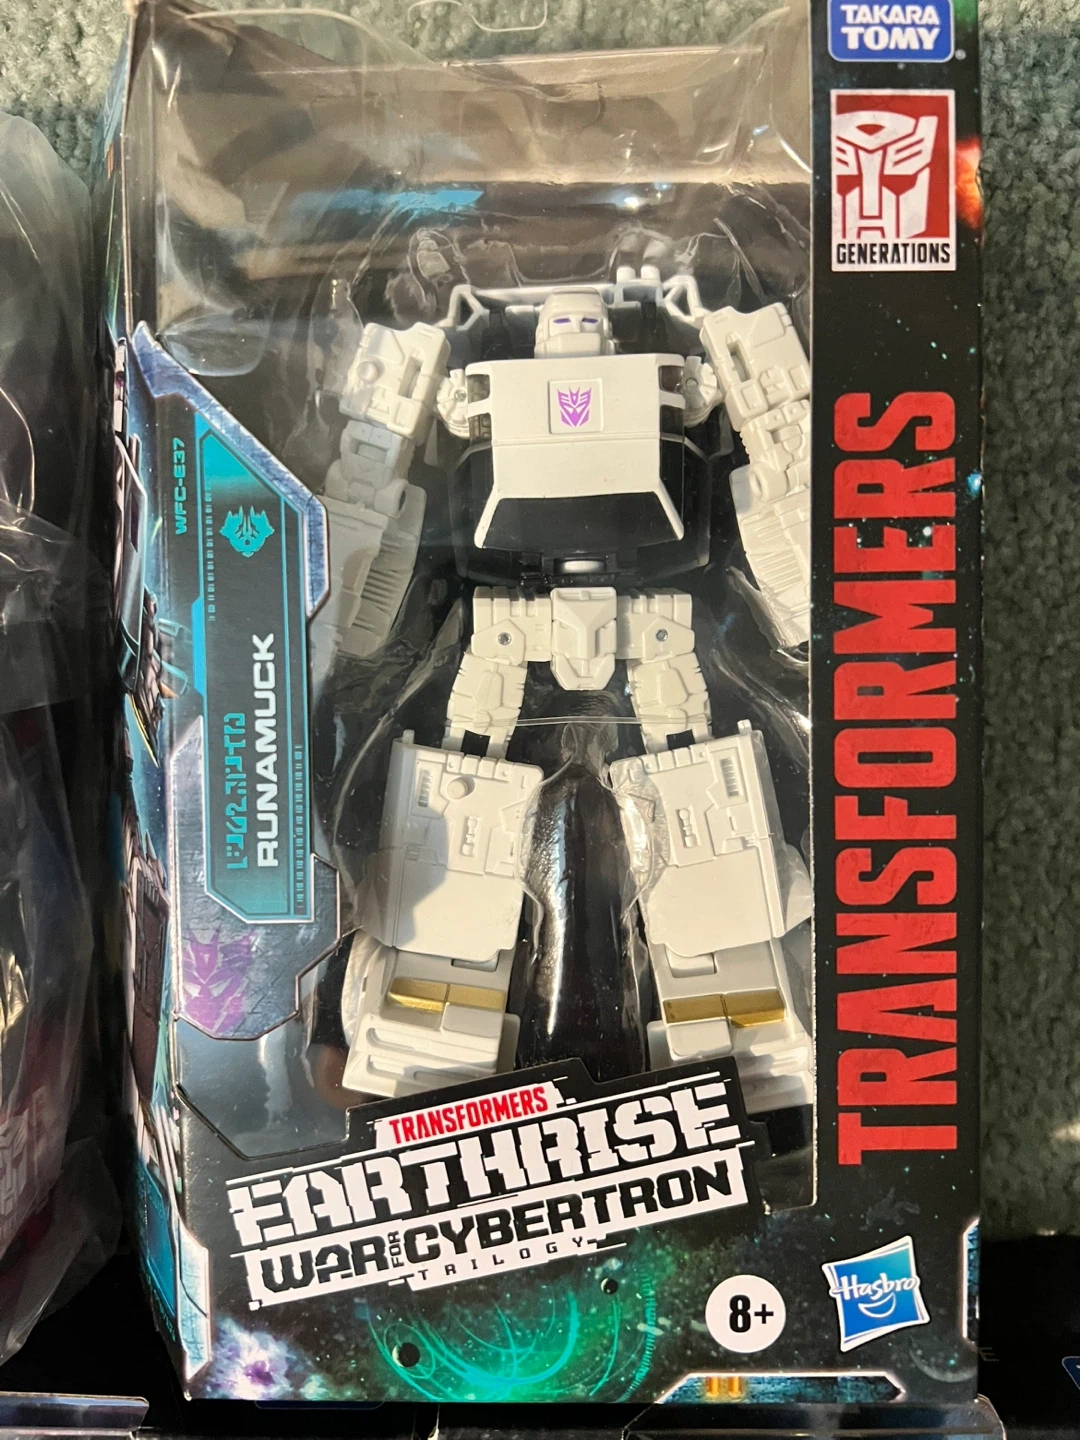 TAKARA
TOMY®
GENERATIONS
TRANSFORMERS
WFC-E37
RUNAMUCK
TRANSFORMERS
EARTHRISE
WAR FOR CYBERTRON
TRILOGY
8+
Hasbro